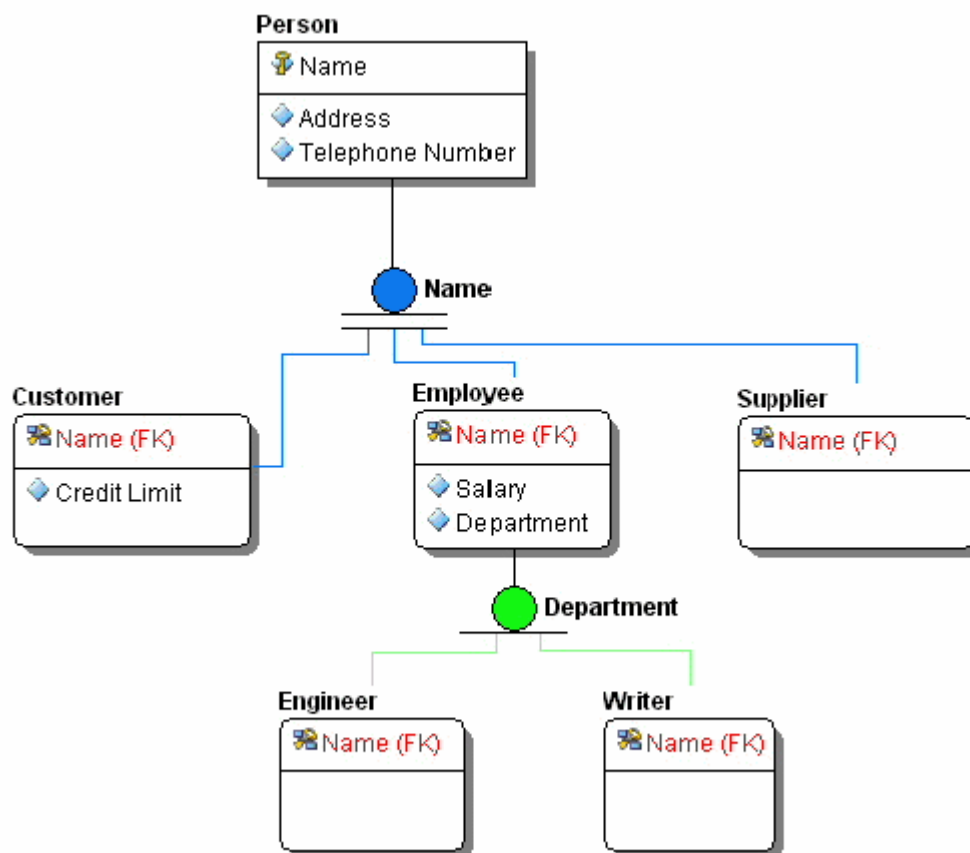 Person
Name
Address
Telephone Number
Name
Customer
Name (FK)
Credit Limit
Employee
Name (FK)
Salary
Department
Supplier
Name (FK)
Department
Engineer
Name (FK)
Writer
Name (FK)